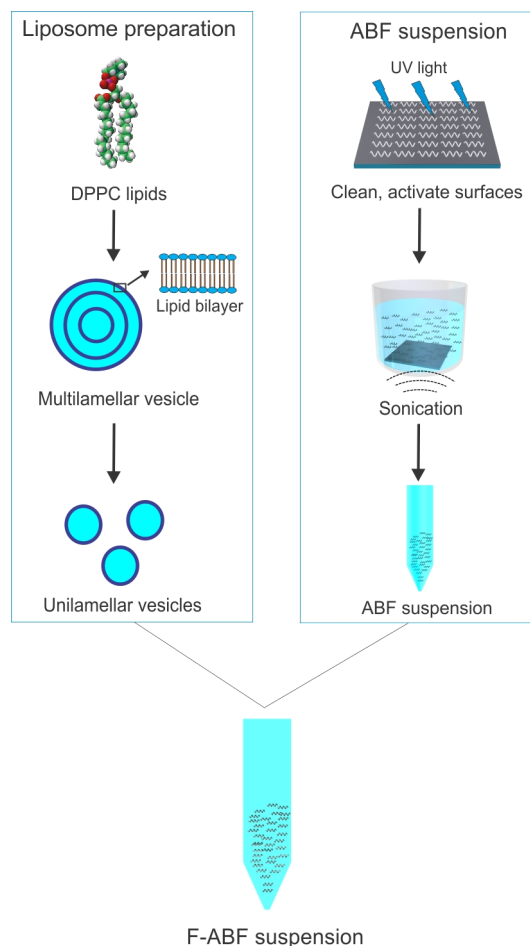 Liposome preparation
DPPC lipids
Lipid bilayer
Multilamellar vesicle
Unilamellar vesicles
ABF suspension
UV light
Clean, activate surfaces
Sonication
ABF suspension
F-ABF suspension